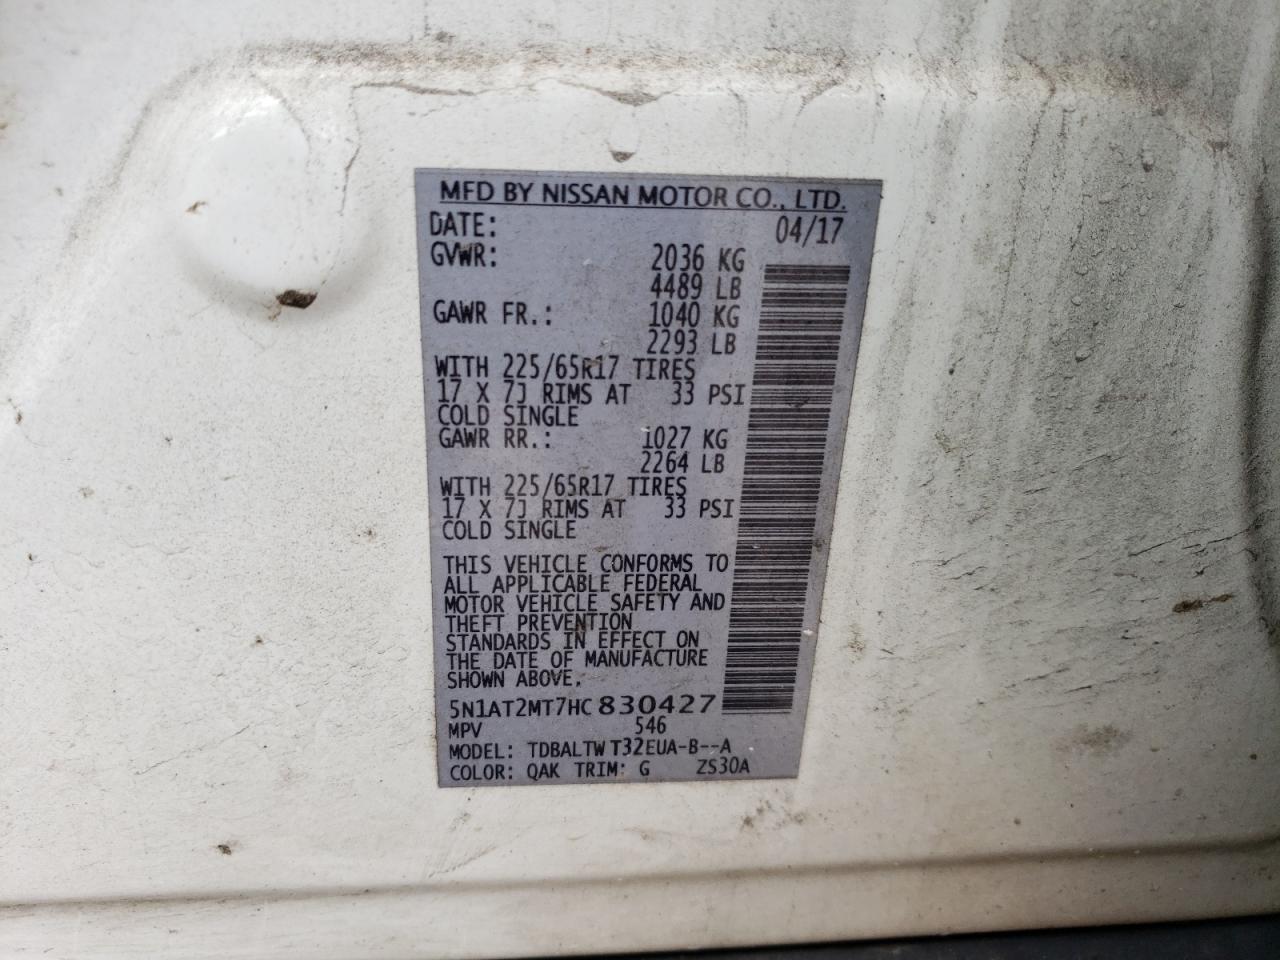 MFD BY NISSAN MOTOR CO., LTD.
DATE: 04/17
GVWR: 2036 KG
4489 LB
GAWR FR.: 1040 KG
2293 LB
WITH 225/65R17 TIRES
17 X 7J RIMS AT 33 PSI
COLD SINGLE
GAWR RR.: 1027 KG
2264 LB
WITH 225/65R17 TIRES
17 X 7J RIMS AT 33 PSI
COLD SINGLE
THIS VEHICLE CONFORMS TO
ALL APPLICABLE FEDERAL
MOTOR VEHICLE SAFETY AND
THEFT PREVENTION
STANDARDS IN EFFECT ON
THE DATE OF MANUFACTURE
SHOWN ABOVE.
5N1AT2MT7HC830427
MPV 546
MODEL: TDBALTW T32EUA-B--A
COLOR: QAK TRIM: G ZS30A